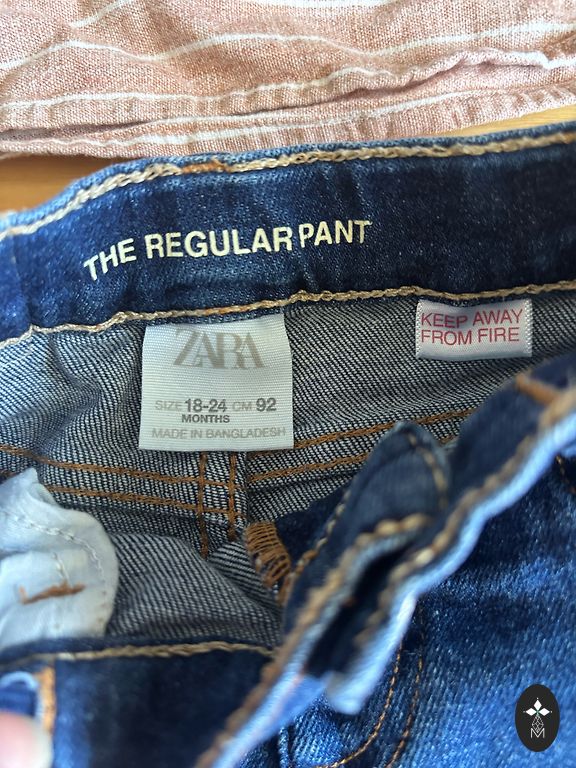 THE REGULAR PANT
ZARA
SIZE 18-24 CM 92
MONTHS
MADE IN BANGLADESH
KEEP AWAY
FROM FIRE
M